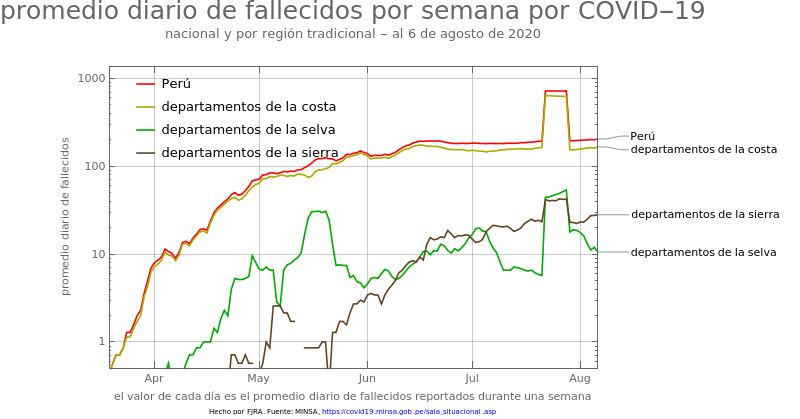 promedio diario de fallecidos por semana por COVID−19
nacional y por región tradicional − al 6 de agosto de 2020
promedio diario de fallecidos
1000
100
10
1
Perú
departamentos de la costa
departamentos de la selva
departamentos de la sierra
Perú
departamentos de la costa
departamentos de la sierra
departamentos de la selva
Apr May Jun Jul Aug
el valor de cada día es el promedio diario de fallecidos reportados durante una semana
Hecho por FJRA. Fuente: MINSA, https://covid19.minsa.gob.pe/sala_situacional.asp